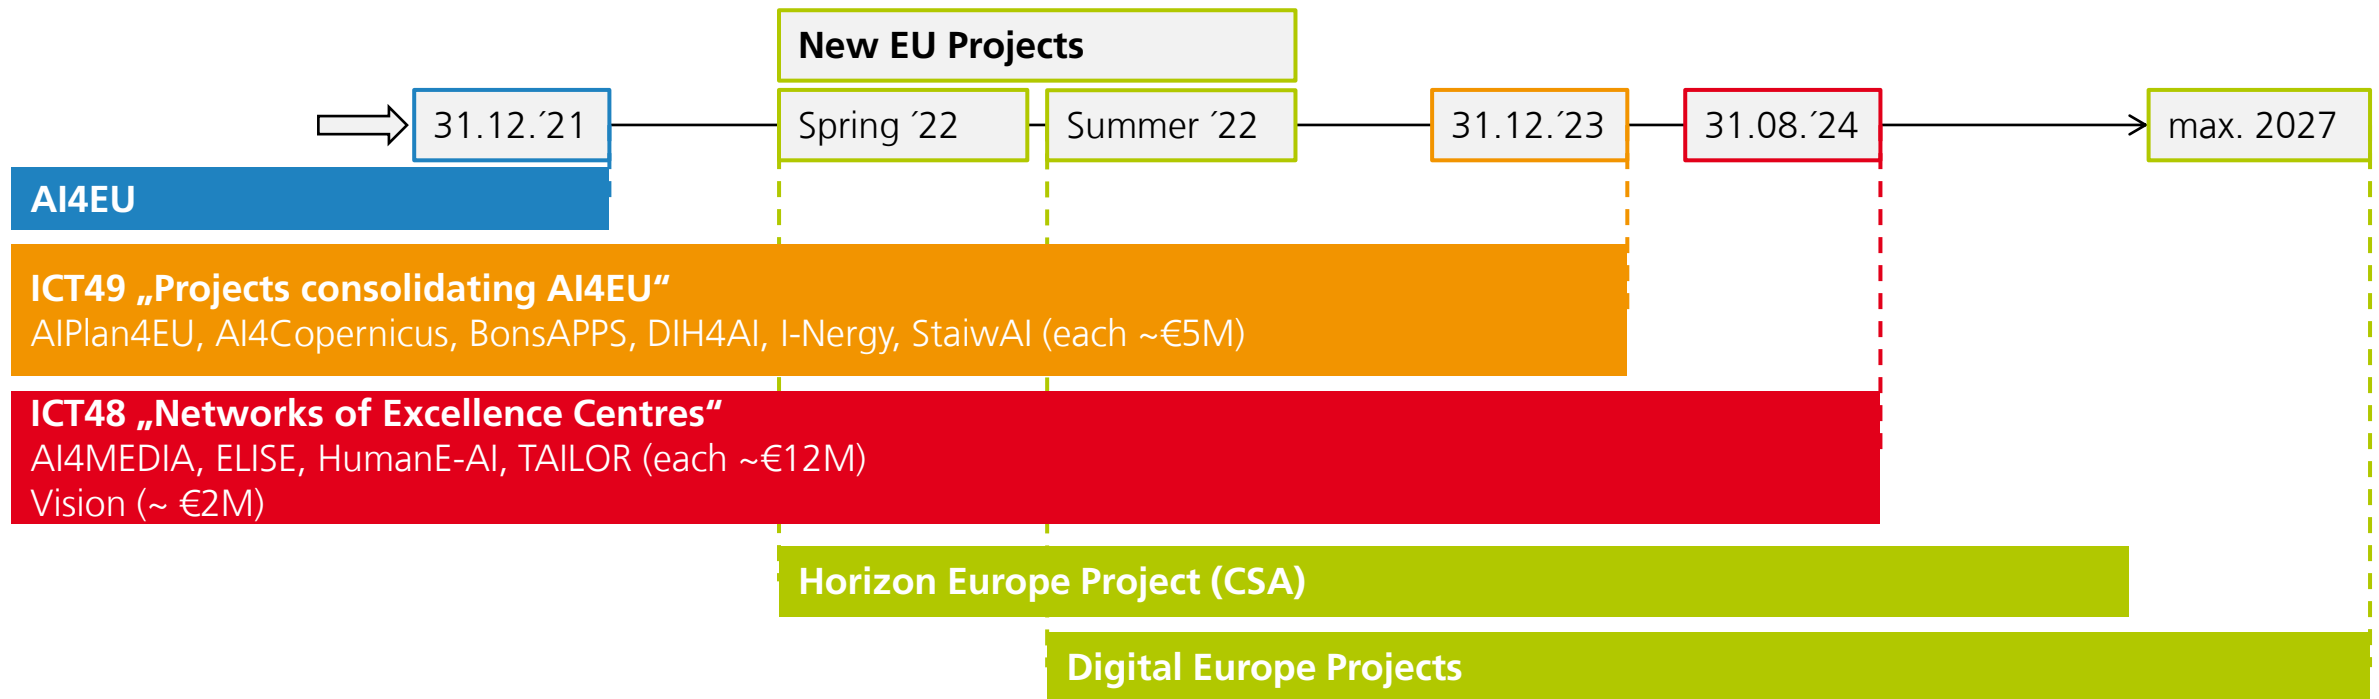 New EU Projects
31.12.´21
Spring ´22
Summer ´22
31.12.´23
31.08.´24
max. 2027
AI4EU
ICT49 „Projects consolidating AI4EU“
AIPlan4EU, AI4Copernicus, BonsAPPS, DIH4AI, I-Nergy, StaiwAI (each ~€5M)
ICT48 „Networks of Excellence Centres“
AI4MEDIA, ELISE, HumanE-AI, TAILOR (each ~€12M)
Vision (~ €2M)
Horizon Europe Project (CSA)
Digital Europe Projects